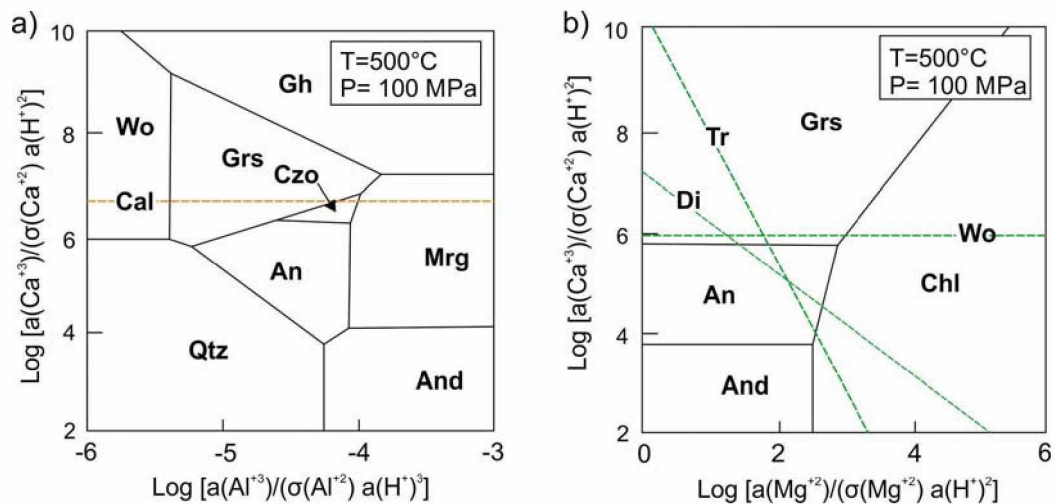 a)
T=500°C
P= 100 MPa
Gh
Wo
Grs
Czo
Cal
An
Mrg
Qtz
And
10
8
6
4
2
-6
-5
-4
-3
Log [a(Ca⁺³)/(σ(Ca⁺²) a(H⁺)²]
Log [a(Al⁺³)/(σ(Al⁺²) a(H⁺)³]
b)
T=500°C
P= 100 MPa
Grs
Tr
Di
Wo
An
Chl
And
10
8
6
4
2
0
2
4
6
Log [a(Ca⁺³)/(σ(Ca⁺²) a(H⁺)²]
Log [a(Mg⁺²)/(σ(Mg⁺²) a(H⁺)²]